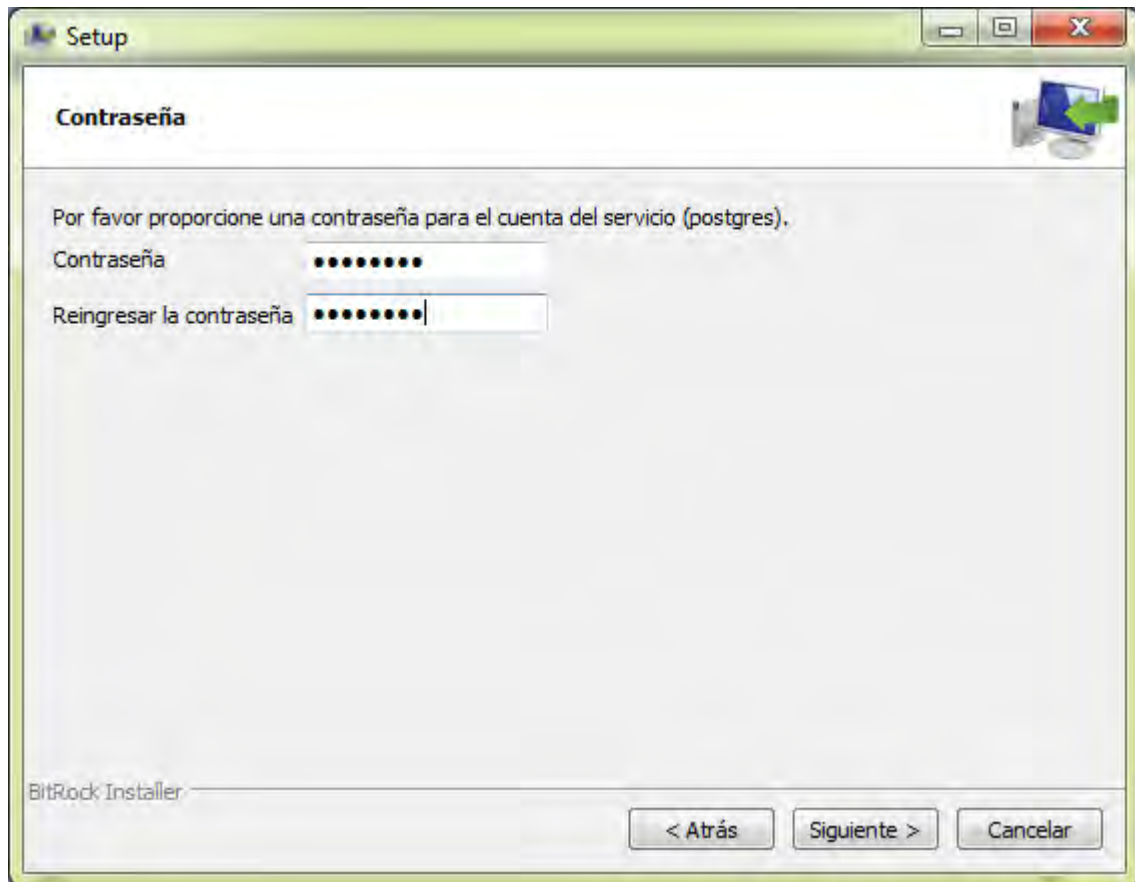 Setup
Contraseña
Por favor proporcione una contraseña para el cuenta del servicio (postgres).
Contraseña ••••••••
Reingresar la contraseña ••••••••
BitRock Installer
< Atrás Siguiente > Cancelar